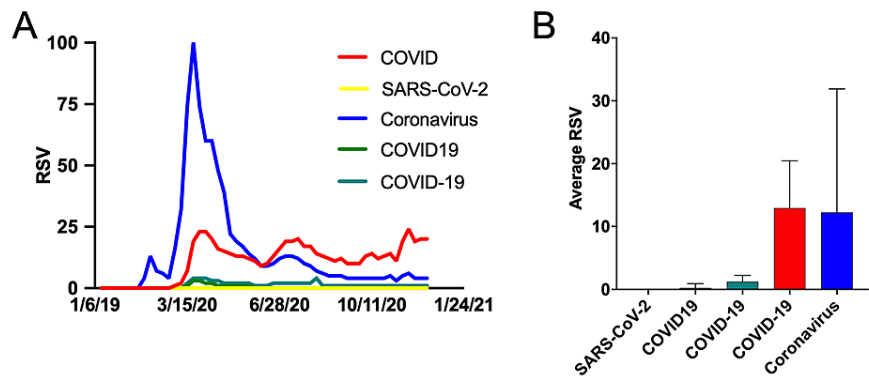 A
RSV
100
75
50
25
0
1/6/19
3/15/20
6/28/20
10/11/20
1/24/21
COVID
SARS-CoV-2
Coronavirus
COVID19
COVID-19
B
Average RSV
40
30
20
10
0
SARS-CoV-2
COVID19
COVID-19
COVID-19
Coronavirus